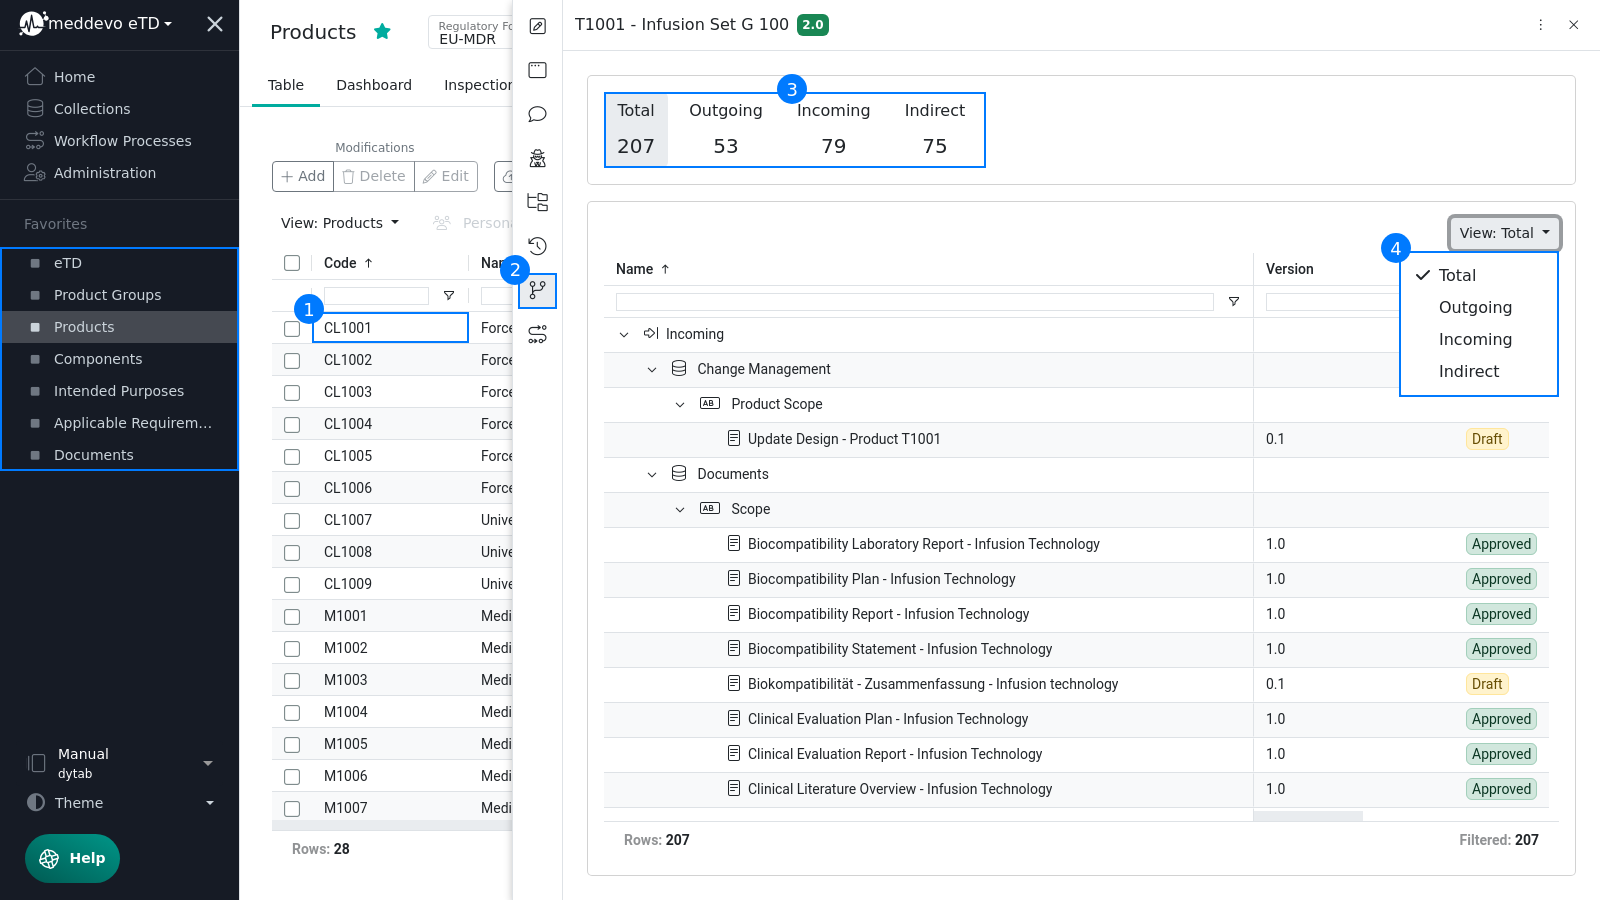 meddevo eTD
Home
Collections
Workflow Processes
Administration
Favorites
eTD
Product Groups
Products
Components
Intended Purposes
Applicable Requirem...
Documents
Manual
dytab
Theme
Help
Products
Regulatory Fo
EU-MDR
Table Dashboard Inspection
Modifications
Add Delete Edit
View: Products Persona
Code Nam
1
CL1001 Force
CL1002 Force
CL1003 Force
CL1004 Force
CL1005 Force
CL1006 Force
CL1007 Unive
CL1008 Unive
CL1009 Unive
M1001 Medi
M1002 Medi
M1003 Medi
M1004 Medi
M1005 Medi
M1006 Medi
M1007 Medi
Rows: 28
2
T1001 - Infusion Set G 100 2.0
3
Total Outgoing Incoming Indirect
207 53 79 75
View: Total
4
Total
Outgoing
Incoming
Indirect
Name Version
Incoming
Change Management
AB Product Scope
Update Design - Product T1001 0.1 Draft
Documents
AB Scope
Biocompatibility Laboratory Report - Infusion Technology 1.0 Approved
Biocompatibility Plan - Infusion Technology 1.0 Approved
Biocompatibility Report - Infusion Technology 1.0 Approved
Biocompatibility Statement - Infusion Technology 1.0 Approved
Biokompatibilität - Zusammenfassung - Infusion technology 0.1 Draft
Clinical Evaluation Plan - Infusion Technology 1.0 Approved
Clinical Evaluation Report - Infusion Technology 1.0 Approved
Clinical Literature Overview - Infusion Technology 1.0 Approved
Rows: 207 Filtered: 207